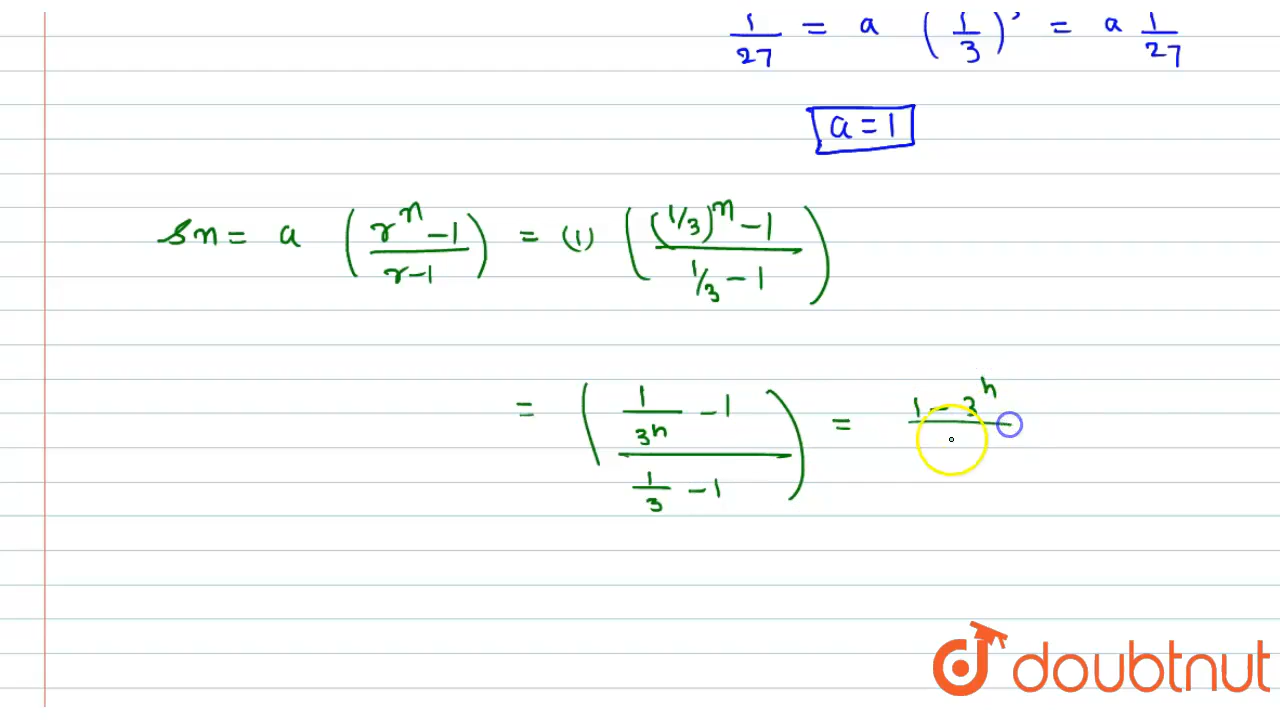 1/27 = a (1/3)³ = a 1/27
a = 1
Sn = a ((r^n - 1)/(r - 1)) = (1) (((1/3)^n - 1)/(1/3 - 1))
= ((1/3^n - 1)/(1/3 - 1)) = 1 - 3^n
doubtnut